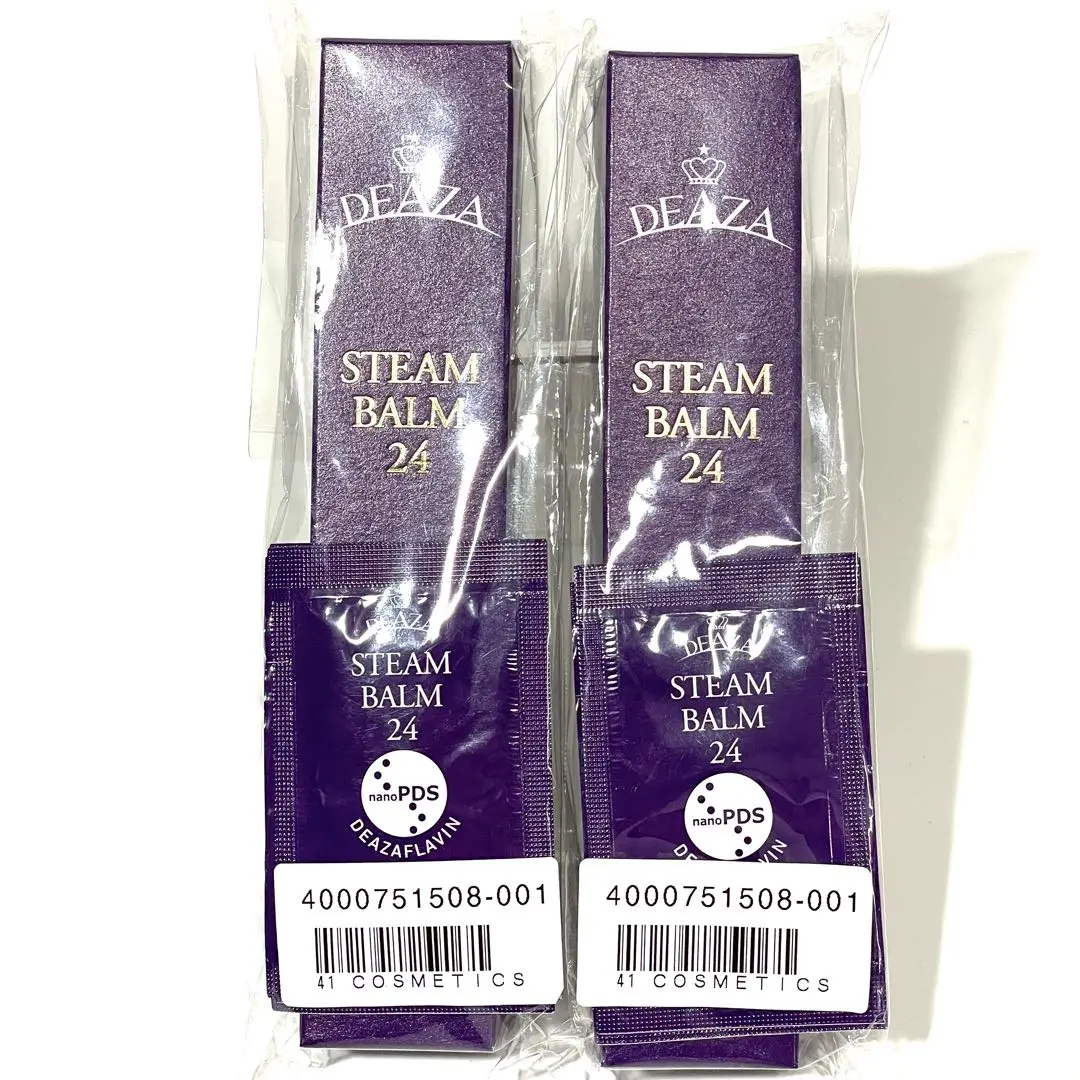 DEAZA
STEAM
BALM
24
DEAZA
STEAM
BALM
24
nanoPDS
DEAZAFLAVIN
4000751508-001
41 COSMETICS
DEAZA
STEAM
BALM
24
DEAZA
STEAM
BALM
24
nanoPDS
4000751508-001
41 COSMETICS